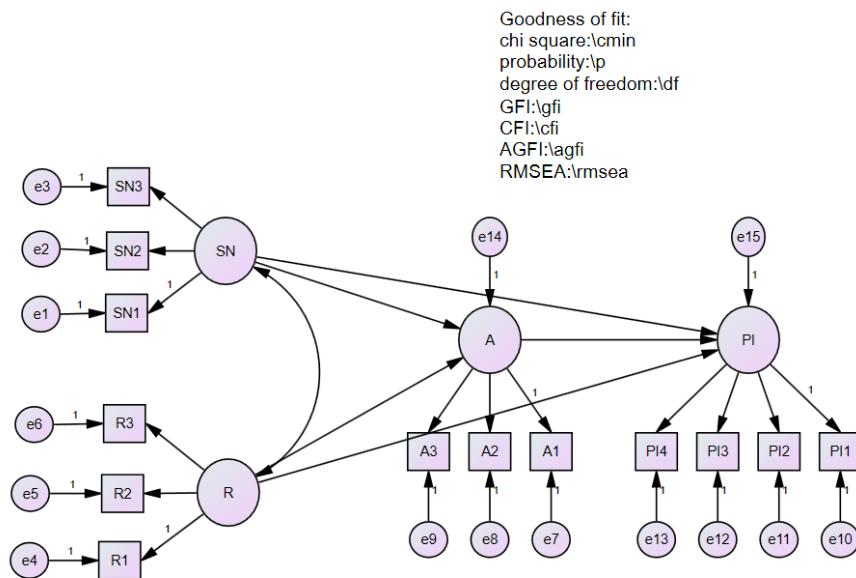 Goodness of fit:
chi square:\cmin
probability:\p
degree of freedom:\df
GFI:\gfi
CFI:\cfi
AGFI:\agfi
RMSEA:\rmsea
e3 1 SN3
e2 1 SN2 SN
e1 1 SN1 1
e14 e15
1 1
A PI
e6 1 R3
e5 1 R2 R
e4 1 R1 1
1 1
A3 A2 A1 PI4 PI3 PI2 PI1
1 1 1 1 1 1 1
e9 e8 e7 e13 e12 e11 e10